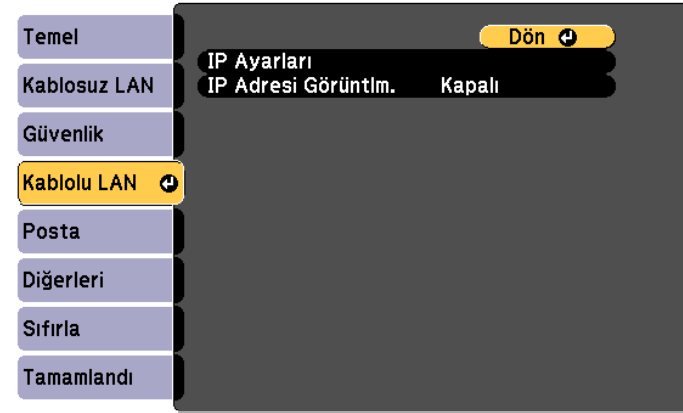 Temel
Kablosuz LAN
Güvenlik
Kablolu LAN
Posta
Diğerleri
Sıfırla
Tamamlandı
Dön
IP Ayarları
IP Adresi Görüntlm. Kapalı